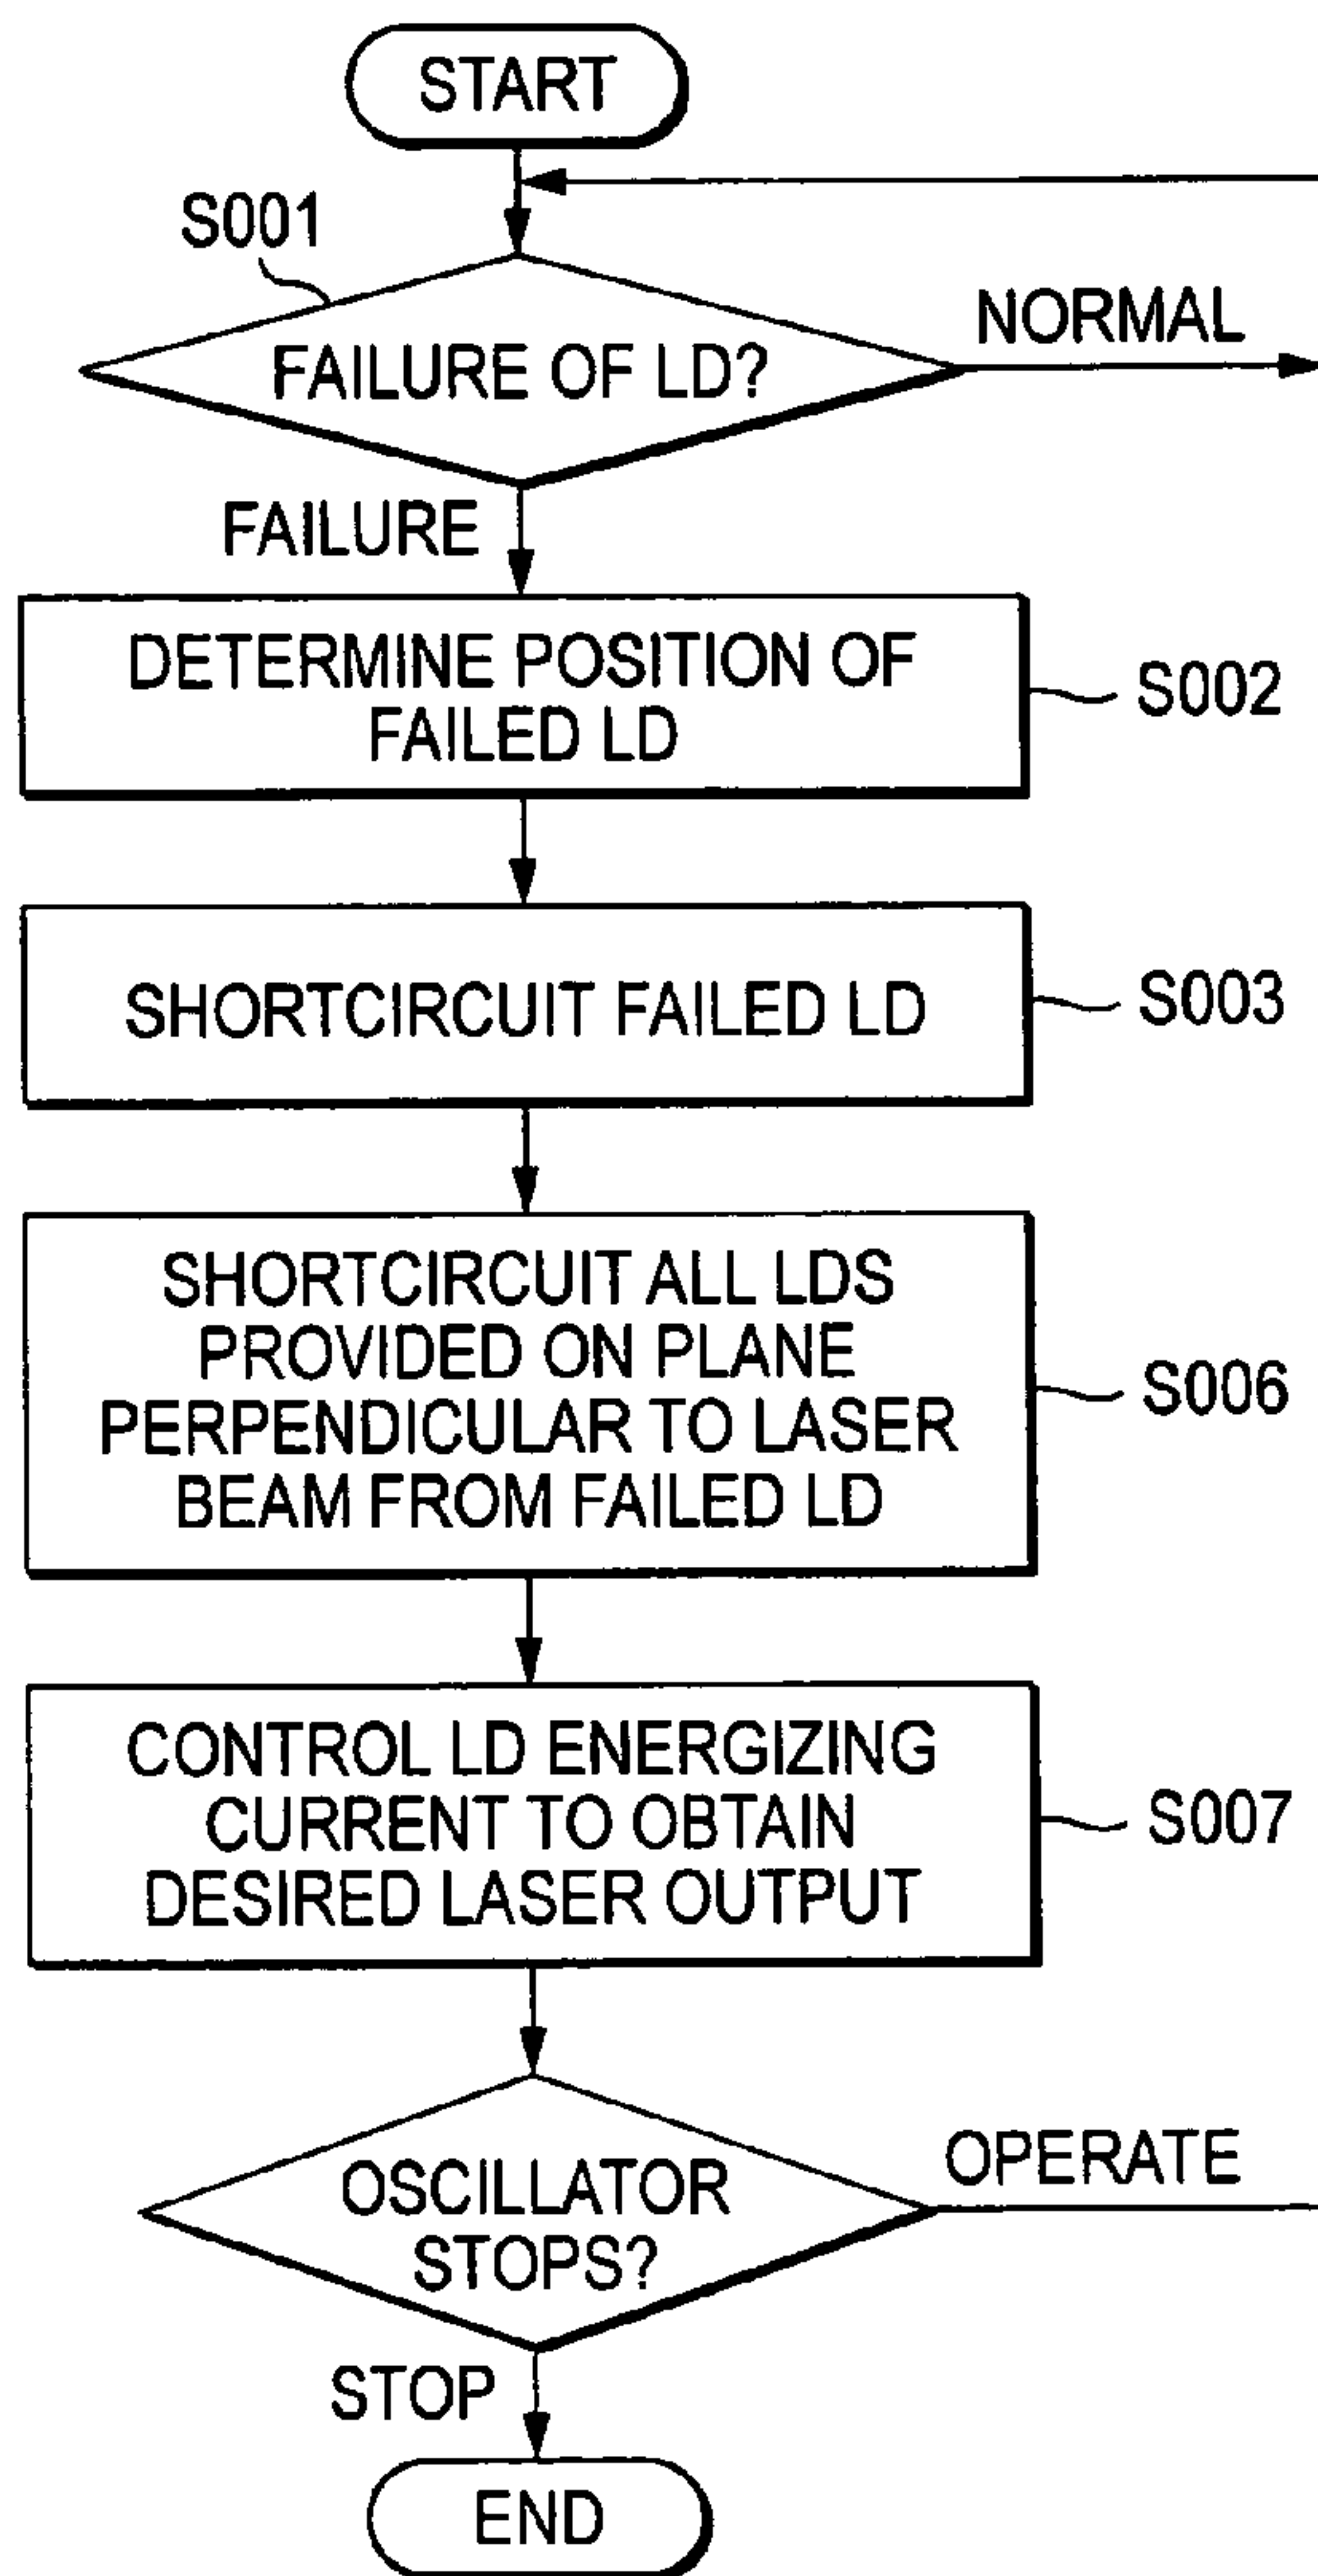 START
S001
NORMAL
FAILURE OF LD?
FAILURE
DETERMINE POSITION OF
FAILED LD
S002
SHORTCIRCUIT FAILED LD
S003
SHORTCIRCUIT ALL LDS
PROVIDED ON PLANE
PERPENDICULAR TO LASER
BEAM FROM FAILED LD
S006
CONTROL LD ENERGIZING
CURRENT TO OBTAIN
DESIRED LASER OUTPUT
S007
OPERATE
OSCILLATOR
STOPS?
STOP
END